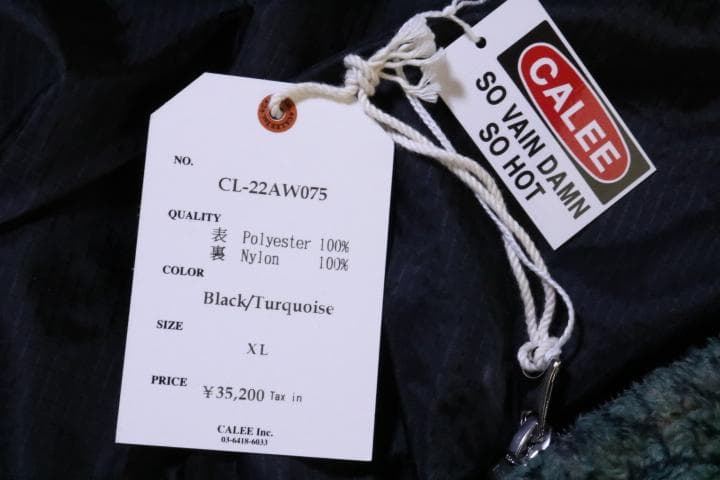 NO.
CL-22AW075
QUALITY
表 Polyester 100%
裏 Nylon 100%
COLOR
Black/Turquoise
SIZE
XL
PRICE
¥35,200 Tax in
CALEE Inc.
03-6418-6033
CALEE
SO VAIN DAMN
SO HOT